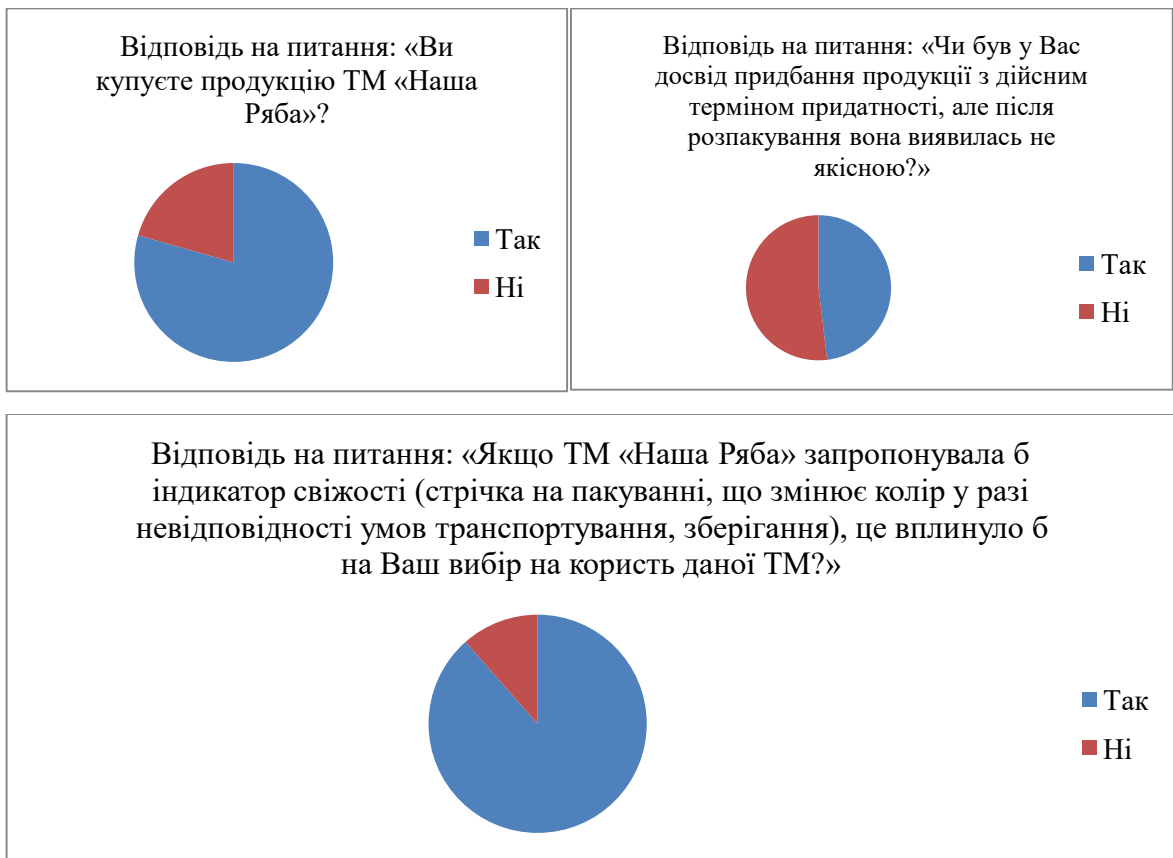 Відповідь на питання: «Ви
купуєте продукцію ТМ «Наша
Ряба»?
Так
Ні
Відповідь на питання: «Чи був у Вас
досвід придбання продукції з дійсним
терміном придатності, але після
розпакування вона виявилась не
якісною?»
Так
Ні
Відповідь на питання: «Якщо ТМ «Наша Ряба» запропонувала б
індикатор свіжості (стрічка на пакуванні, що змінює колір у разі
невідповідності умов транспортування, зберігання), це вплинуло б
на Ваш вибір на користь даної ТМ?»
Так
Ні